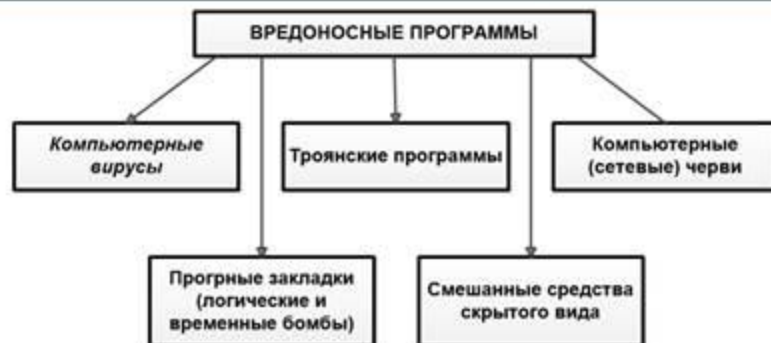 ВРЕДОНОСНЫЕ ПРОГРАММЫ
Компьютерные
вирусы
Троянские программы
Компьютерные
(сетевые) черви
Прогрные закладки
(логические и
временные бомбы)
Смешанные средства
скрытого вида